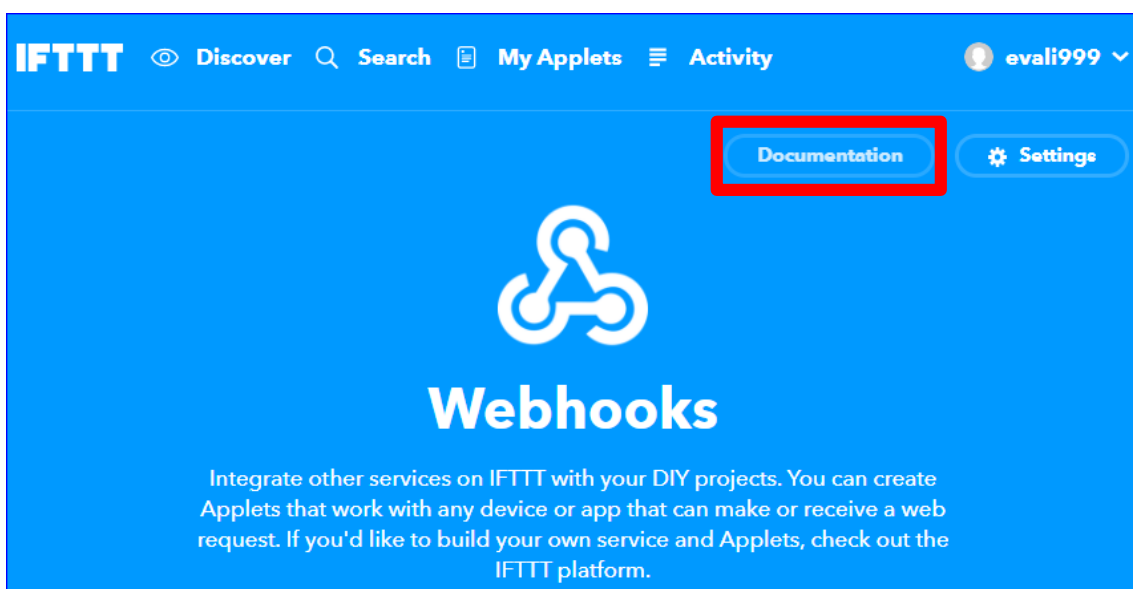 IFTTT Discover Search My Applets Activity evali999
Documentation Settings
Webhooks
Integrate other services on IFTTT with your DIY projects. You can create
Applets that work with any device or app that can make or receive a web
request. If you'd like to build your own service and Applets, check out the
IFTTT platform.